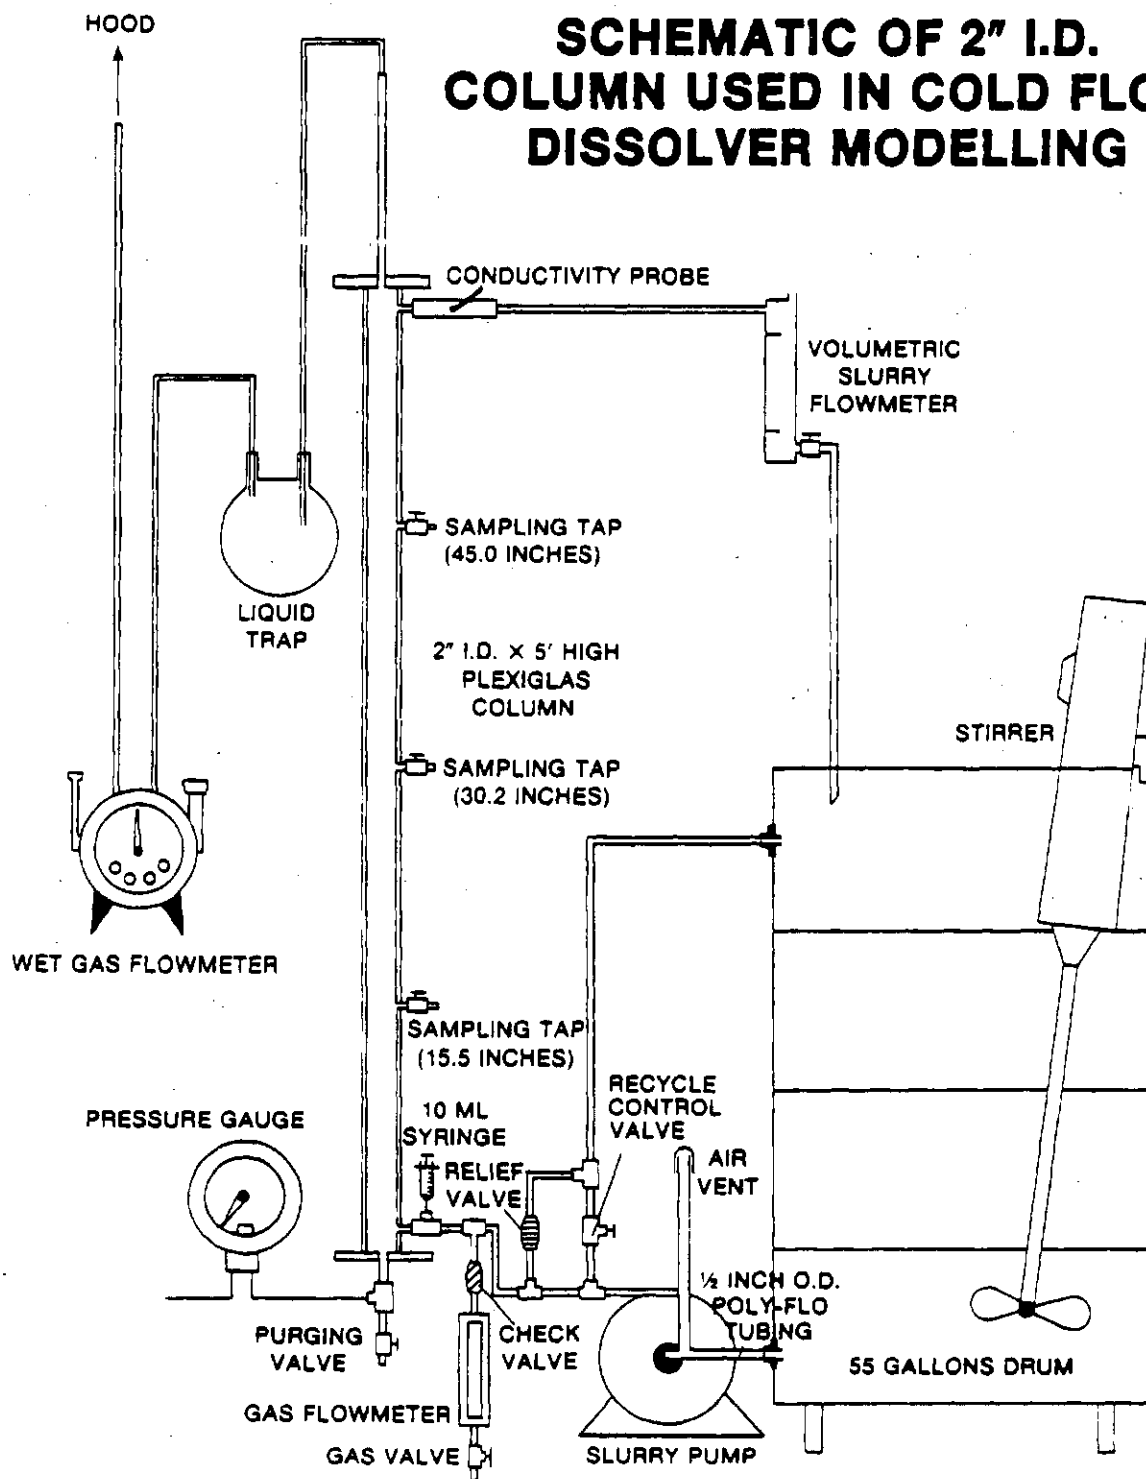 HOOD
SCHEMATIC OF 2" I.D.
COLUMN USED IN COLD FLO
DISSOLVER MODELLING
CONDUCTIVITY PROBE
VOLUMETRIC
SLURRY
FLOWMETER
SAMPLING TAP
(45.0 INCHES)
LIQUID
TRAP
2" I.D. × 5' HIGH
PLEXIGLAS
COLUMN
STIRRER
SAMPLING TAP
(30.2 INCHES)
WET GAS FLOWMETER
SAMPLING TAP
(15.5 INCHES)
RECYCLE
CONTROL
VALVE
PRESSURE GAUGE
10 ML
SYRINGE
RELIEF
VALVE
AIR
VENT
½ INCH O.D.
POLY-FLO
TUBING
PURGING
VALVE
CHECK
VALVE
55 GALLONS DRUM
GAS FLOWMETER
GAS VALVE
SLURRY PUMP